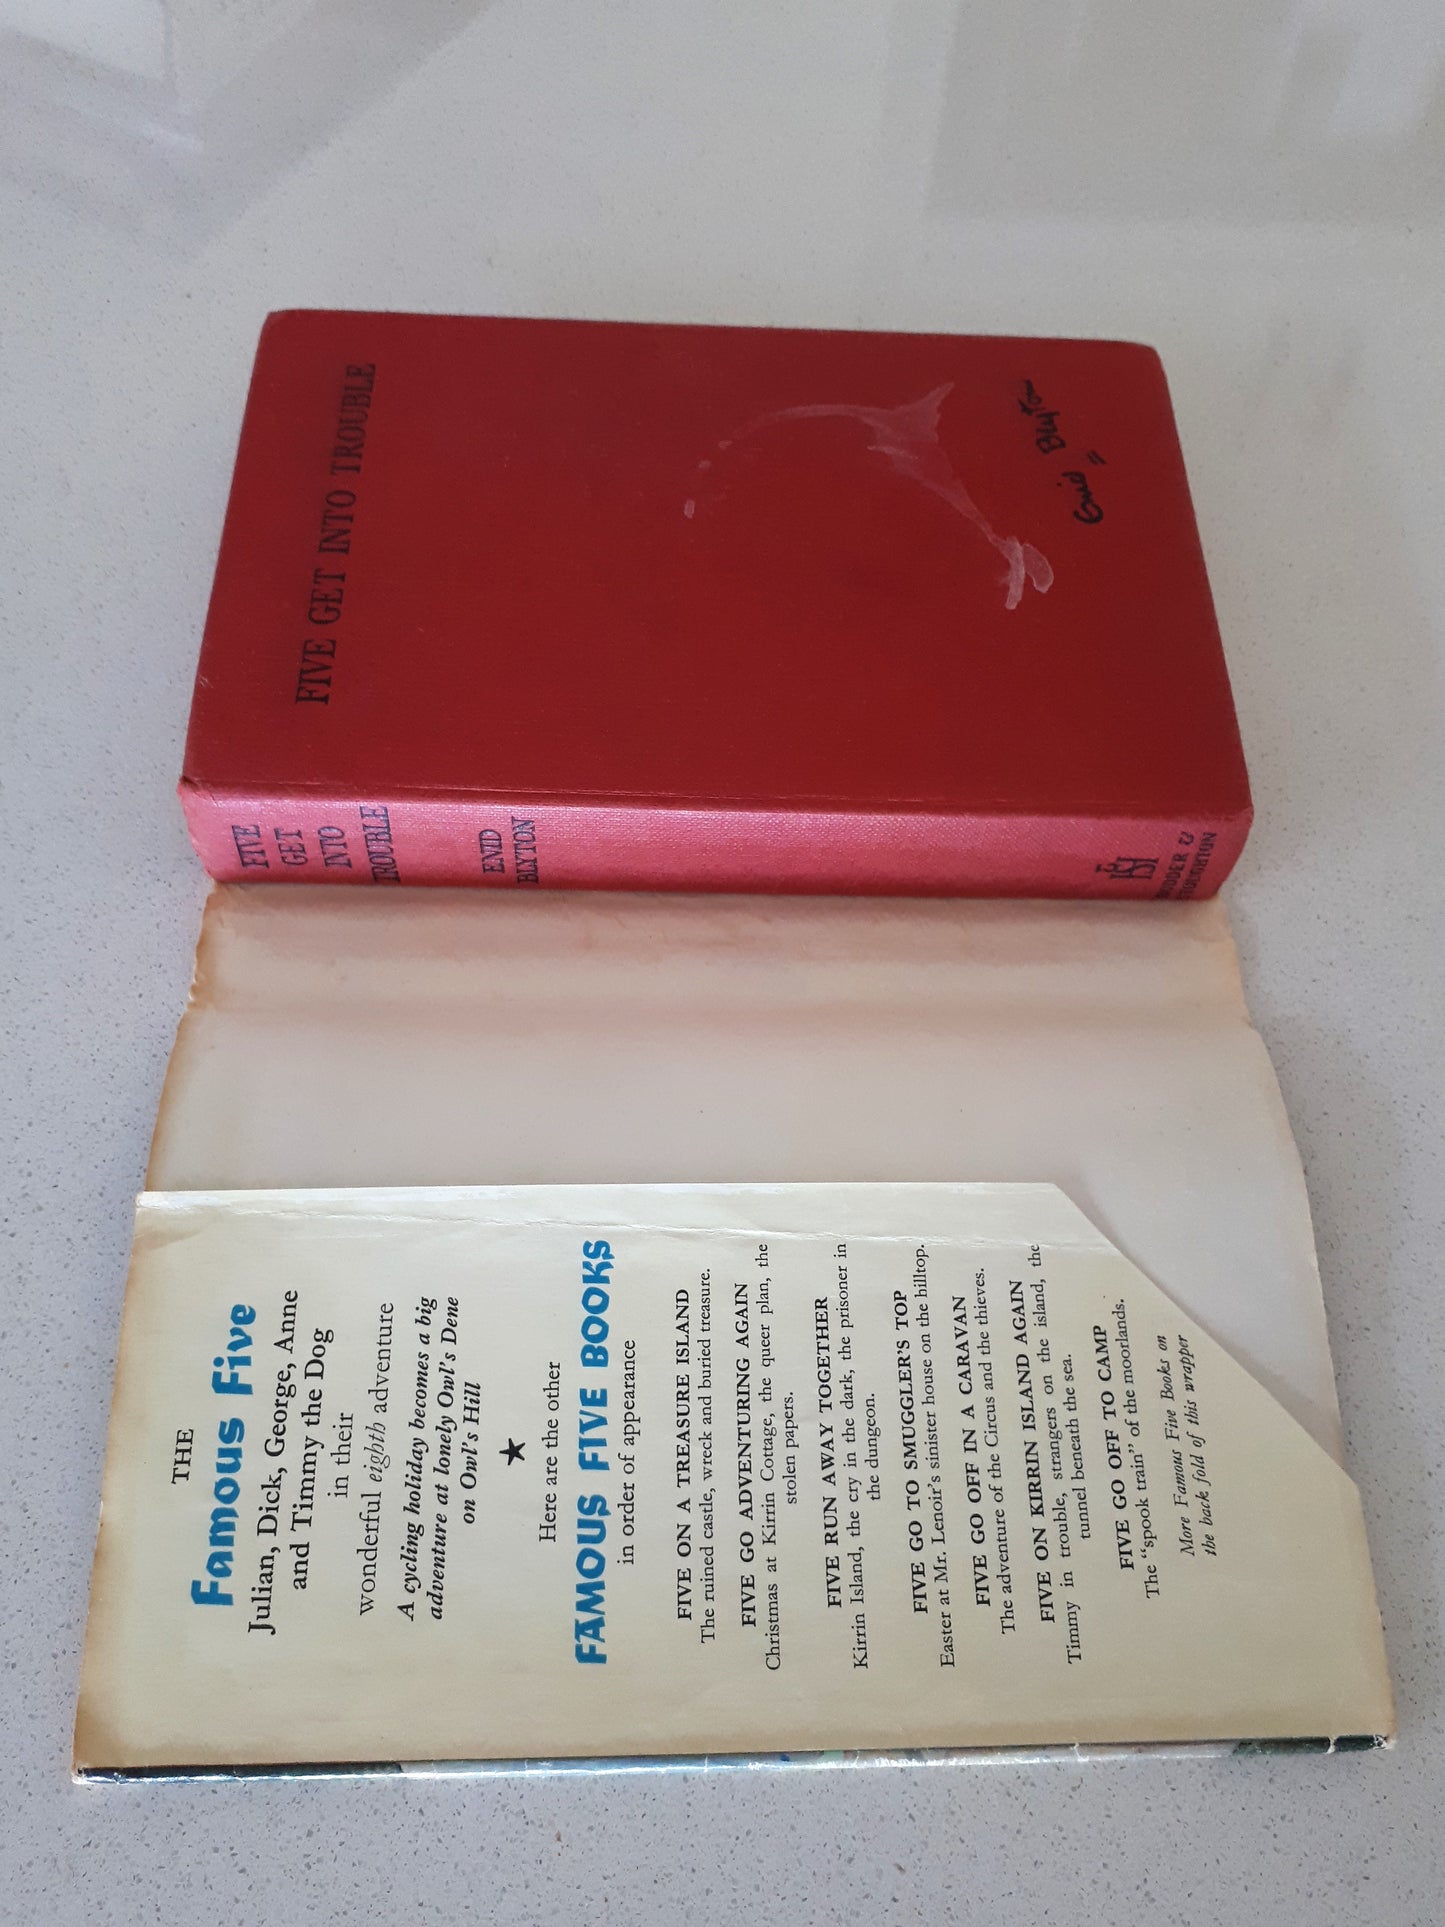 THE
Famous Five
Julian, Dick, George, Anne
and Timmy the Dog
in their
wonderful eighth adventure
A cycling holiday becomes a big
adventure at lonely Owl's Dene
on Owl's Hill
★
Here are the other
FAMOUS FIVE BOOKS
in order of appearance
FIVE ON A TREASURE ISLAND
The ruined castle, wreck and buried treasure.
FIVE GO ADVENTURING AGAIN
Christmas at Kirrin Cottage, the queer plan, the
stolen papers.
FIVE RUN AWAY TOGETHER
Kirrin Island, the cry in the dark, the prisoner in
the dungeon.
FIVE GO TO SMUGGLER'S TOP
Easter at Mr. Lenoir's sinister house on the hilltop.
FIVE GO OFF IN A CARAVAN
The adventure of the Circus and the thieves.
FIVE ON KIRRIN ISLAND AGAIN
Timmy in trouble, strangers on the island, the
tunnel beneath the sea.
FIVE GO OFF TO CAMP
The "spook train" of the moorlands.
More Famous Five Books on
the back fold of this wrapper
FIVE
GET
INTO
TROUBLE
ENID
BLYTON
H&S
HODDER &
STOUGHTON
FIVE GET INTO TROUBLE
Enid Blyton